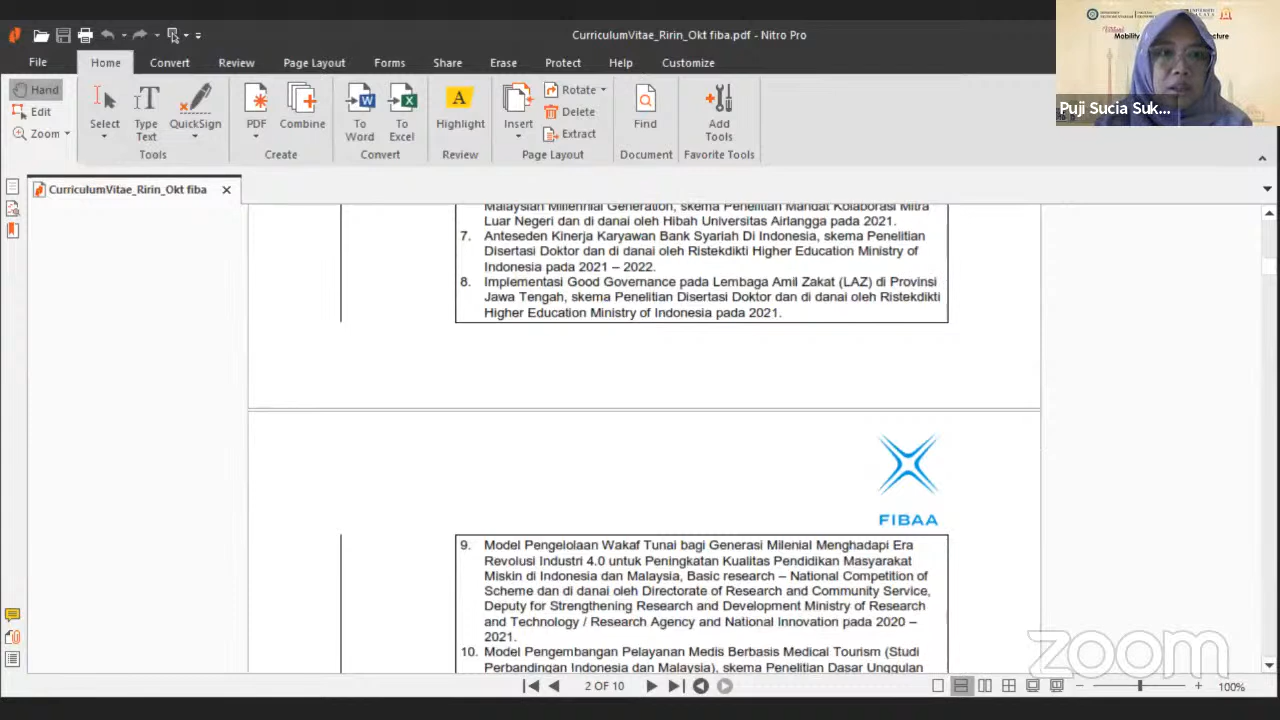 CurriculumVitae_Ririn_Okt fiba.pdf - Nitro Pro
File Home Convert Review Page Layout Forms Share Erase Protect Help Customize
Hand
Edit
Zoom
Select
Type Text
QuickSign
Tools
PDF
Combine
Create
To Word
To Excel
Convert
Highlight
Review
Insert
Rotate
Delete
Extract
Page Layout
Find
Document
Add Tools
Favorite Tools
Mobility
Puji Sucia Suk...
CurriculumVitae_Ririn_Okt fiba
Malaysian Millennial Generation, skema Penelitian Mandat Kolaborasi Mitra
Luar Negeri dan di danai oleh Hibah Universitas Airlangga pada 2021.
7. Anteseden Kinerja Karyawan Bank Syariah Di Indonesia, skema Penelitian
Disertasi Doktor dan di danai oleh Ristekdikti Higher Education Ministry of
Indonesia pada 2021 – 2022.
8. Implementasi Good Governance pada Lembaga Amil Zakat (LAZ) di Provinsi
Jawa Tengah, skema Penelitian Disertasi Doktor dan di danai oleh Ristekdikti
Higher Education Ministry of Indonesia pada 2021.
FIBAA
9. Model Pengelolaan Wakaf Tunai bagi Generasi Milenial Menghadapi Era
Revolusi Industri 4.0 untuk Peningkatan Kualitas Pendidikan Masyarakat
Miskin di Indonesia dan Malaysia, Basic research – National Competition of
Scheme dan di danai oleh Directorate of Research and Community Service,
Deputy for Strengthening Research and Development Ministry of Research
and Technology / Research Agency and National Innovation pada 2020 –
2021.
10. Model Pengembangan Pelayanan Medis Berbasis Medical Tourism (Studi
Perbandingan Indonesia dan Malaysia), skema Penelitian Dasar Unggulan
zoom
2 OF 10
100%